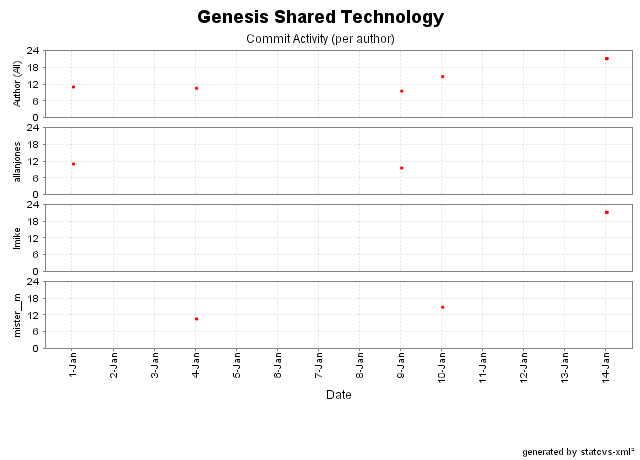 Genesis Shared Technology
Commit Activity (per author)
Author (All)
24
18
12
6
0
allanjones
24
18
12
6
0
lmike
24
18
12
6
0
mister__m
24
18
12
6
0
1-Jan
2-Jan
3-Jan
4-Jan
5-Jan
6-Jan
7-Jan
8-Jan
9-Jan
10-Jan
11-Jan
12-Jan
13-Jan
14-Jan
Date
generated by statcvs-xml²